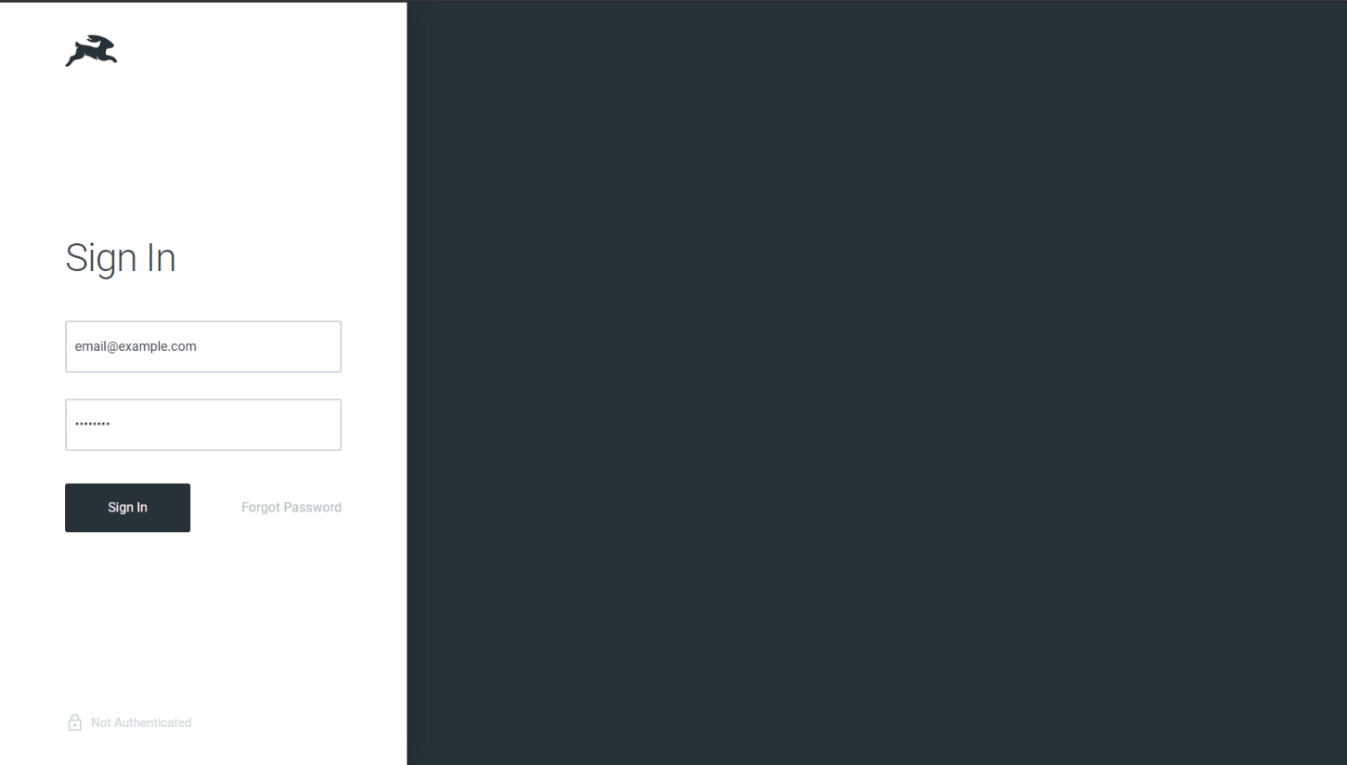 Sign In
email@example.com
••••••••
Sign In
Forgot Password
Not Authenticated